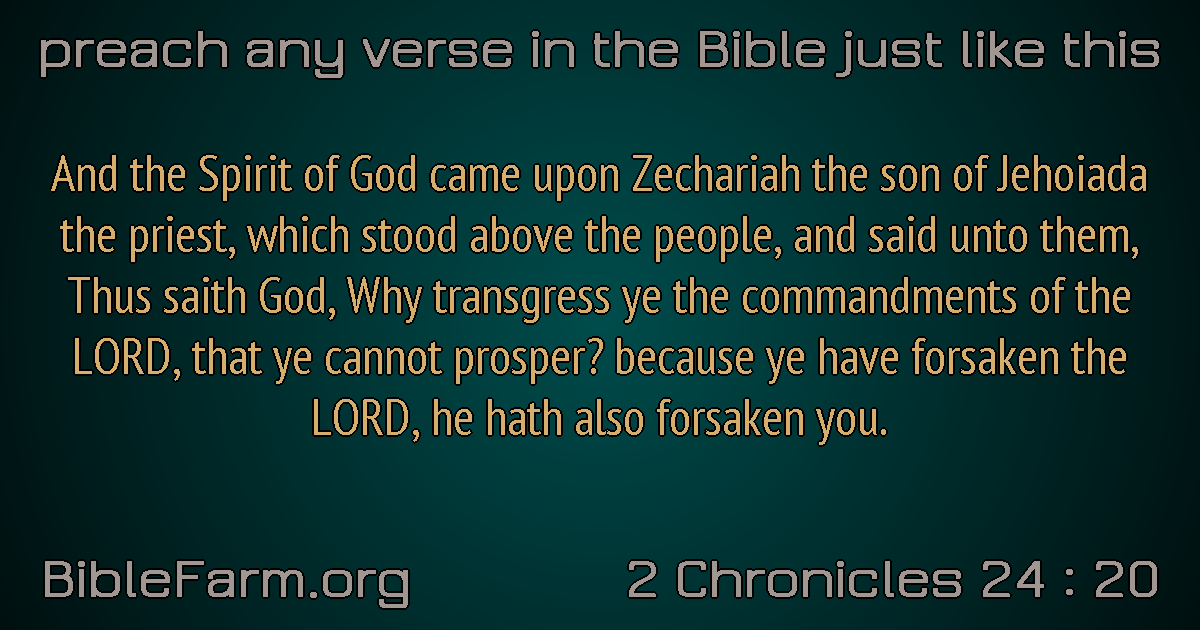 preach any verse in the Bible just like this
And the Spirit of God came upon Zechariah the son of Jehoiada
the priest, which stood above the people, and said unto them,
Thus saith God, Why transgress ye the commandments of the
LORD, that ye cannot prosper? because ye have forsaken the
LORD, he hath also forsaken you.
BibleFarm.org
2 Chronicles 24 : 20